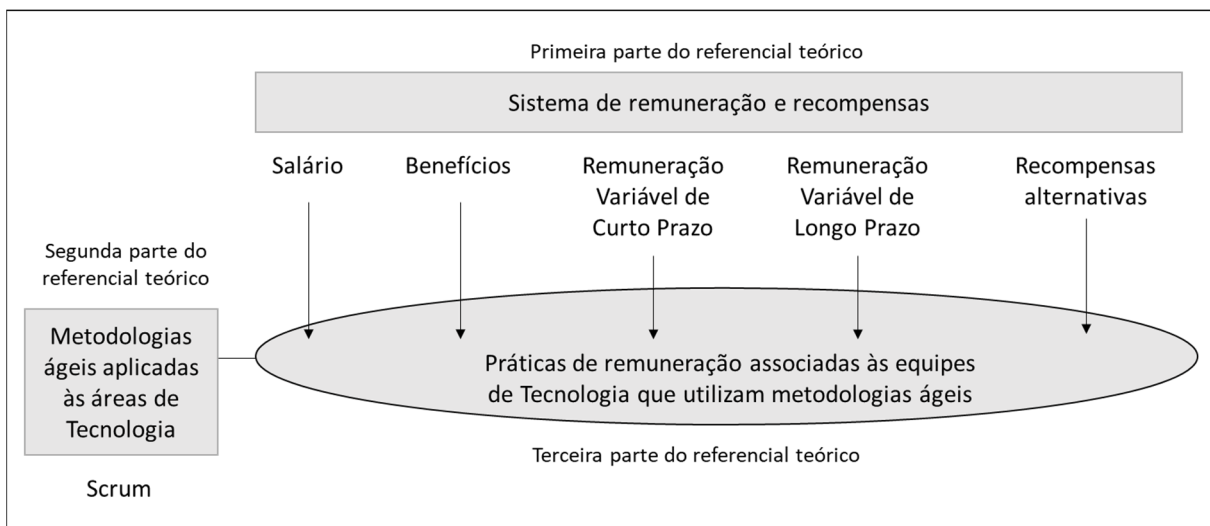 Primeira parte do referencial teórico
Sistema de remuneração e recompensas
Salário
Benefícios
Remuneração
Variável de
Curto Prazo
Remuneração
Variável de
Longo Prazo
Recompensas
alternativas
Segunda parte do
referencial teórico
Metodologias
ágeis aplicadas
às áreas de
Tecnologia
Scrum
Práticas de remuneração associadas às equipes
de Tecnologia que utilizam metodologias ágeis
Terceira parte do referencial teórico